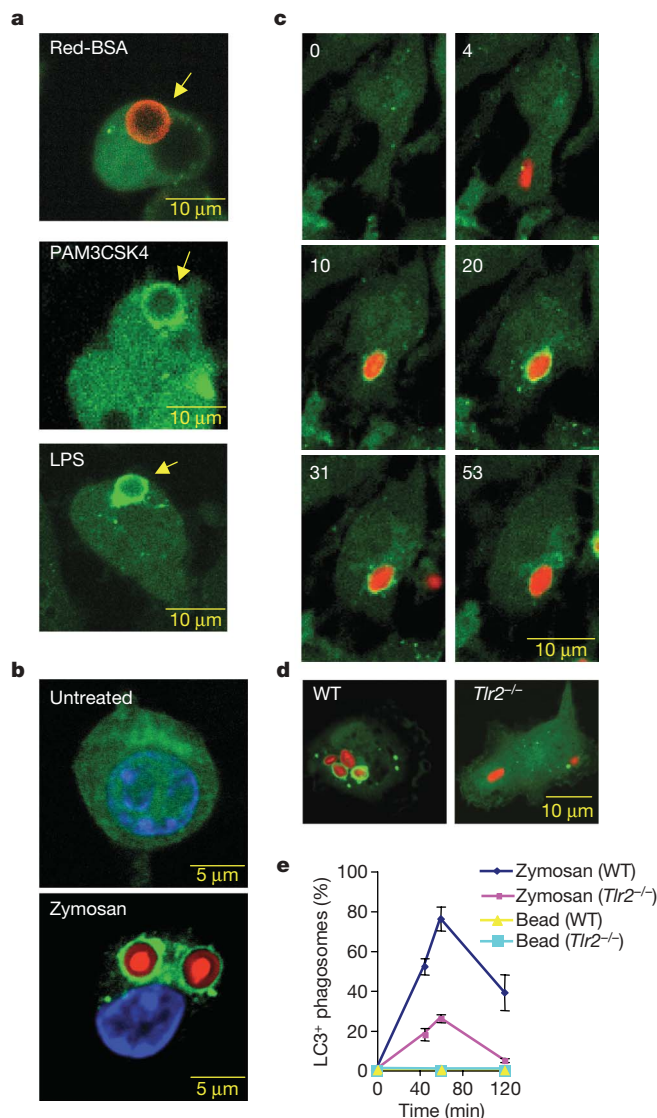 a
Red-BSA
10 μm
PAM3CSK4
10 μm
LPS
10 μm
b
Untreated
5 μm
Zymosan
5 μm
c
0
4
10
20
31
53
10 μm
d
WT
Tlr2–/–
10 μm
e
LC3+ phagosomes (%)
100
80
60
40
20
0
0
40
80
120
Time (min)
Zymosan (WT)
Zymosan (Tlr2–/–)
Bead (WT)
Bead (Tlr2–/–)